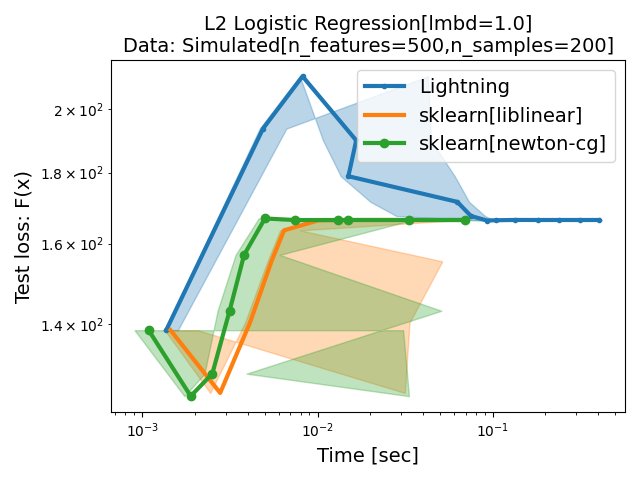 L2 Logistic Regression[lmbd=1.0]
Data: Simulated[n_features=500,n_samples=200]
Lightning
sklearn[liblinear]
sklearn[newton-cg]
Test loss: F(x)
2 × 10²
1.8 × 10²
1.6 × 10²
1.4 × 10²
10⁻³
10⁻²
10⁻¹
Time [sec]